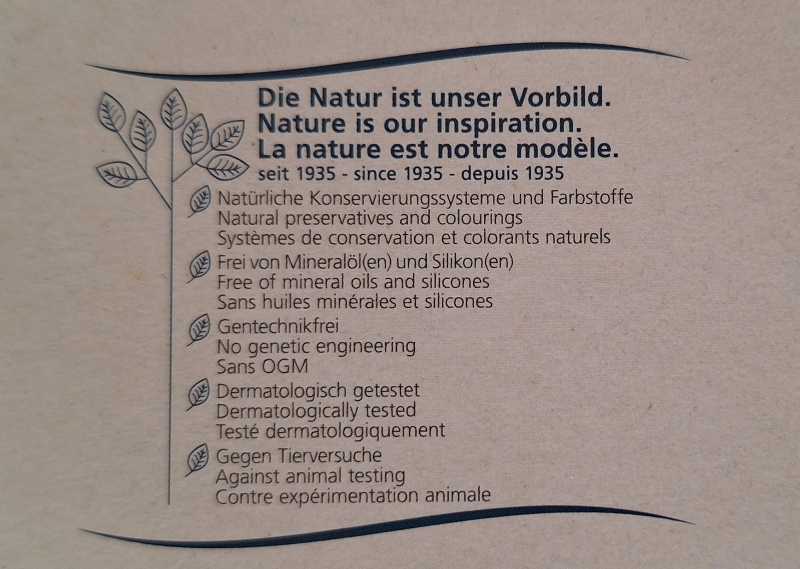 Die Natur ist unser Vorbild.
Nature is our inspiration.
La nature est notre modèle.
seit 1935 - since 1935 - depuis 1935
Natürliche Konservierungssysteme und Farbstoffe
Natural preservatives and colourings
Systèmes de conservation et colorants naturels
Frei von Mineralöl(en) und Silikon(en)
Free of mineral oils and silicones
Sans huiles minérales et silicones
Gentechnikfrei
No genetic engineering
Sans OGM
Dermatologisch getestet
Dermatologically tested
Testé dermatologiquement
Gegen Tierversuche
Against animal testing
Contre expérimentation animale